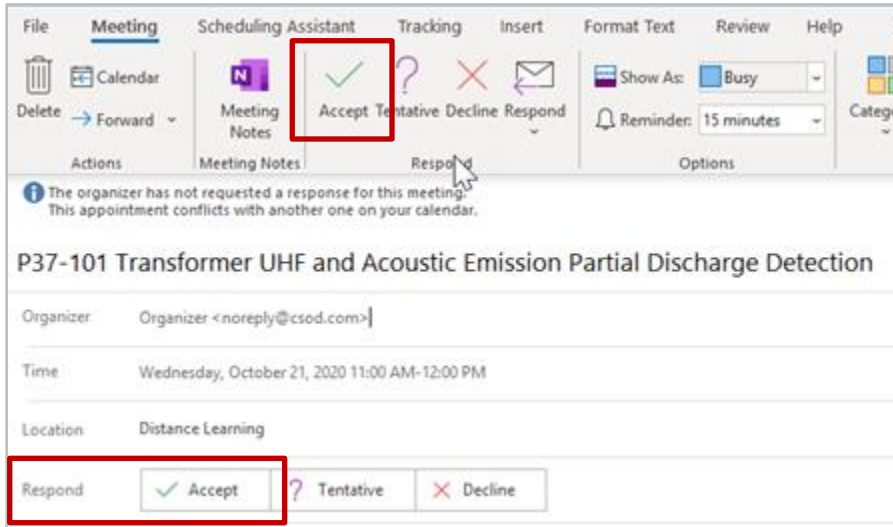 File Meeting Scheduling Assistant Tracking Insert Format Text Review Help
Calendar
Delete
Forward
Actions
Meeting
Notes
Meeting Notes
Accept Tentative Decline Respond
Respond
Show As: Busy
Reminder: 15 minutes
Options
Catego
The organizer has not requested a response for this meeting.
This appointment conflicts with another one on your calendar.
P37-101 Transformer UHF and Acoustic Emission Partial Discharge Detection
Organizer Organizer <noreply@csod.com>
Time Wednesday, October 21, 2020 11:00 AM-12:00 PM
Location Distance Learning
Respond Accept Tentative Decline